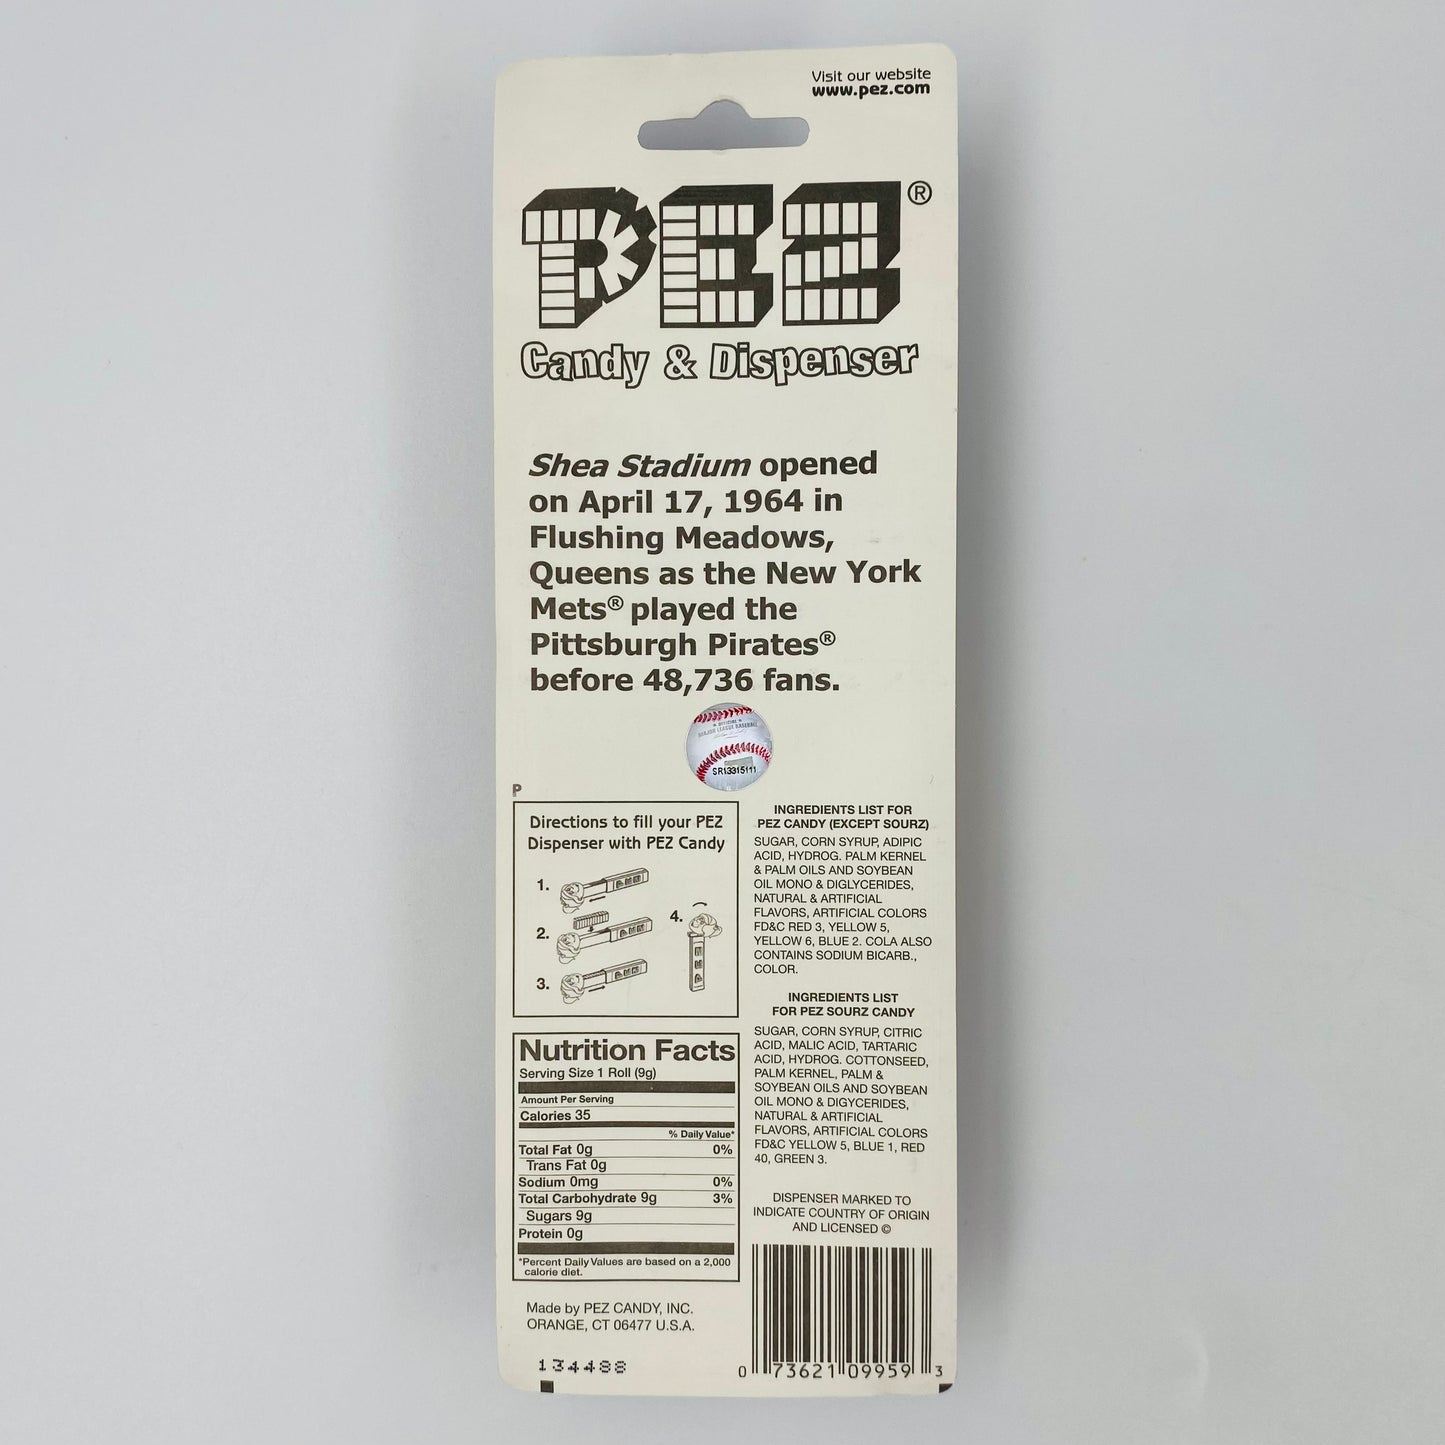 Visit our website
www.pez.com
PEZ®
Candy & Dispenser
Shea Stadium opened
on April 17, 1964 in
Flushing Meadows,
Queens as the New York
Mets® played the
Pittsburgh Pirates®
before 48,736 fans.
OFFICIAL
MAJOR LEAGUE BASEBALL
SR13315111
P
Directions to fill your PEZ
Dispenser with PEZ Candy
1.
2.
3.
4.
Nutrition Facts
Serving Size 1 Roll (9g)
Amount Per Serving
Calories 35
% Daily Value*
Total Fat 0g 0%
Trans Fat 0g
Sodium 0mg 0%
Total Carbohydrate 9g 3%
Sugars 9g
Protein 0g
*Percent Daily Values are based on a 2,000
calorie diet.
Made by PEZ CANDY, INC.
ORANGE, CT 06477 U.S.A.
134488
INGREDIENTS LIST FOR
PEZ CANDY (EXCEPT SOURZ)
SUGAR, CORN SYRUP, ADIPIC
ACID, HYDROG. PALM KERNEL
& PALM OILS AND SOYBEAN
OIL MONO & DIGLYCERIDES,
NATURAL & ARTIFICIAL
FLAVORS, ARTIFICIAL COLORS
FD&C RED 3, YELLOW 5,
YELLOW 6, BLUE 2. COLA ALSO
CONTAINS SODIUM BICARB.,
COLOR.
INGREDIENTS LIST
FOR PEZ SOURZ CANDY
SUGAR, CORN SYRUP, CITRIC
ACID, MALIC ACID, TARTARIC
ACID, HYDROG. COTTONSEED,
PALM KERNEL, PALM &
SOYBEAN OILS AND SOYBEAN
OIL MONO & DIGYCERIDES,
NATURAL & ARTIFICIAL
FLAVORS, ARTIFICIAL COLORS
FD&C YELLOW 5, BLUE 1, RED
40, GREEN 3.
DISPENSER MARKED TO
INDICATE COUNTRY OF ORIGIN
AND LICENSED ©
0 73621 09959 3